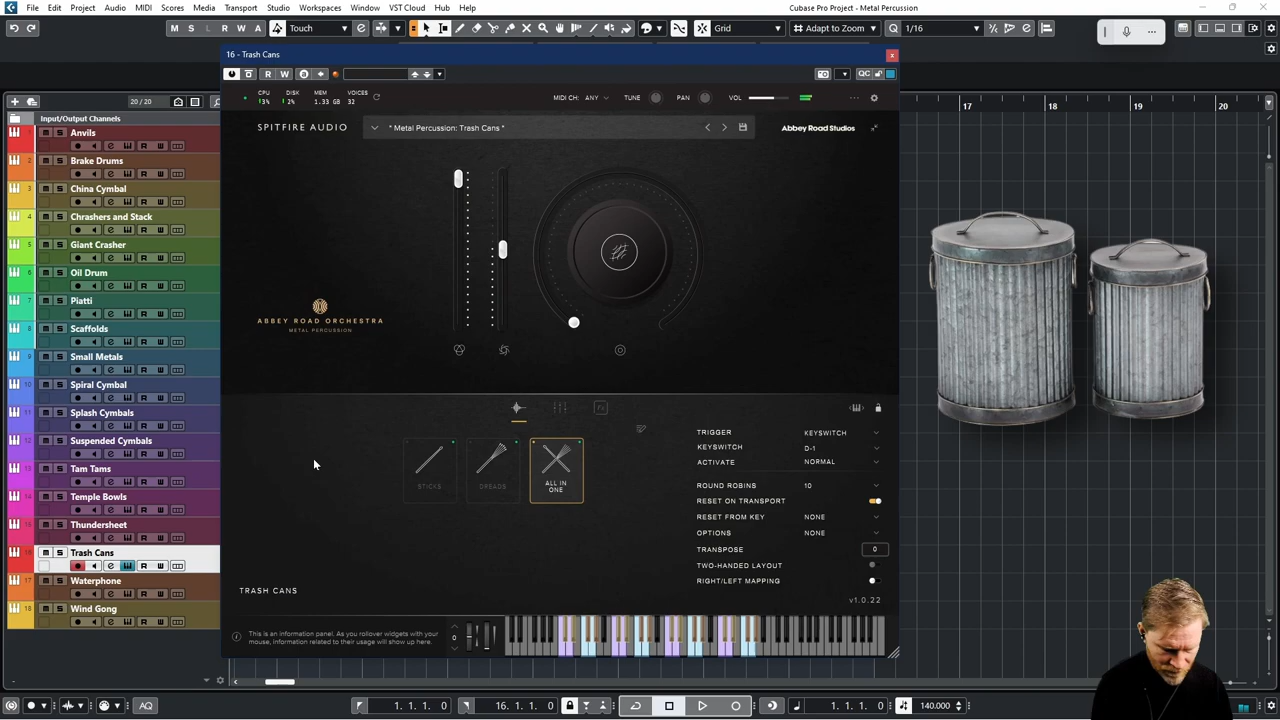 File Edit Project Audio MIDI Scores Media Transport Studio Workspaces Window VST Cloud Hub Help
Cubase Pro Project - Metal Percussion
M S L R W A Touch Grid Adapt to Zoom 1/16
16 - Trash Cans
R W QC
20 / 20
Input/Output Channels
CPU DISK MEM VOICES
3% 2% 1.33 GB 32
MIDI CH: ANY TUNE PAN VOL
SPITFIRE AUDIO
* Metal Percussion: Trash Cans *
Abbey Road Studios
17 18 19 20
Anvils
Brake Drums
China Cymbal
Chrashers and Stack
Giant Crasher
Oil Drum
Piatti
Scaffolds
Small Metals
Spiral Cymbal
Splash Cymbals
Suspended Cymbals
Tam Tams
Temple Bowls
Thundersheet
Trash Cans
Waterphone
Wind Gong
ABBEY ROAD ORCHESTRA
METAL PERCUSSION
STICKS
DREADS
ALL IN
ONE
TRIGGER KEYSWITCH
KEYSWITCH D-1
ACTIVATE NORMAL
ROUND ROBINS 10
RESET ON TRANSPORT
RESET FROM KEY NONE
OPTIONS NONE
TRANSPOSE 0
TWO-HANDED LAYOUT
RIGHT/LEFT MAPPING
v1.0.22
TRASH CANS
This is an information panel. As you rollover widgets with your
mouse, information related to their usage will show up here.
0
AQ 1. 1. 1. 0 16. 1. 1. 0 1. 1. 1. 0 140.000